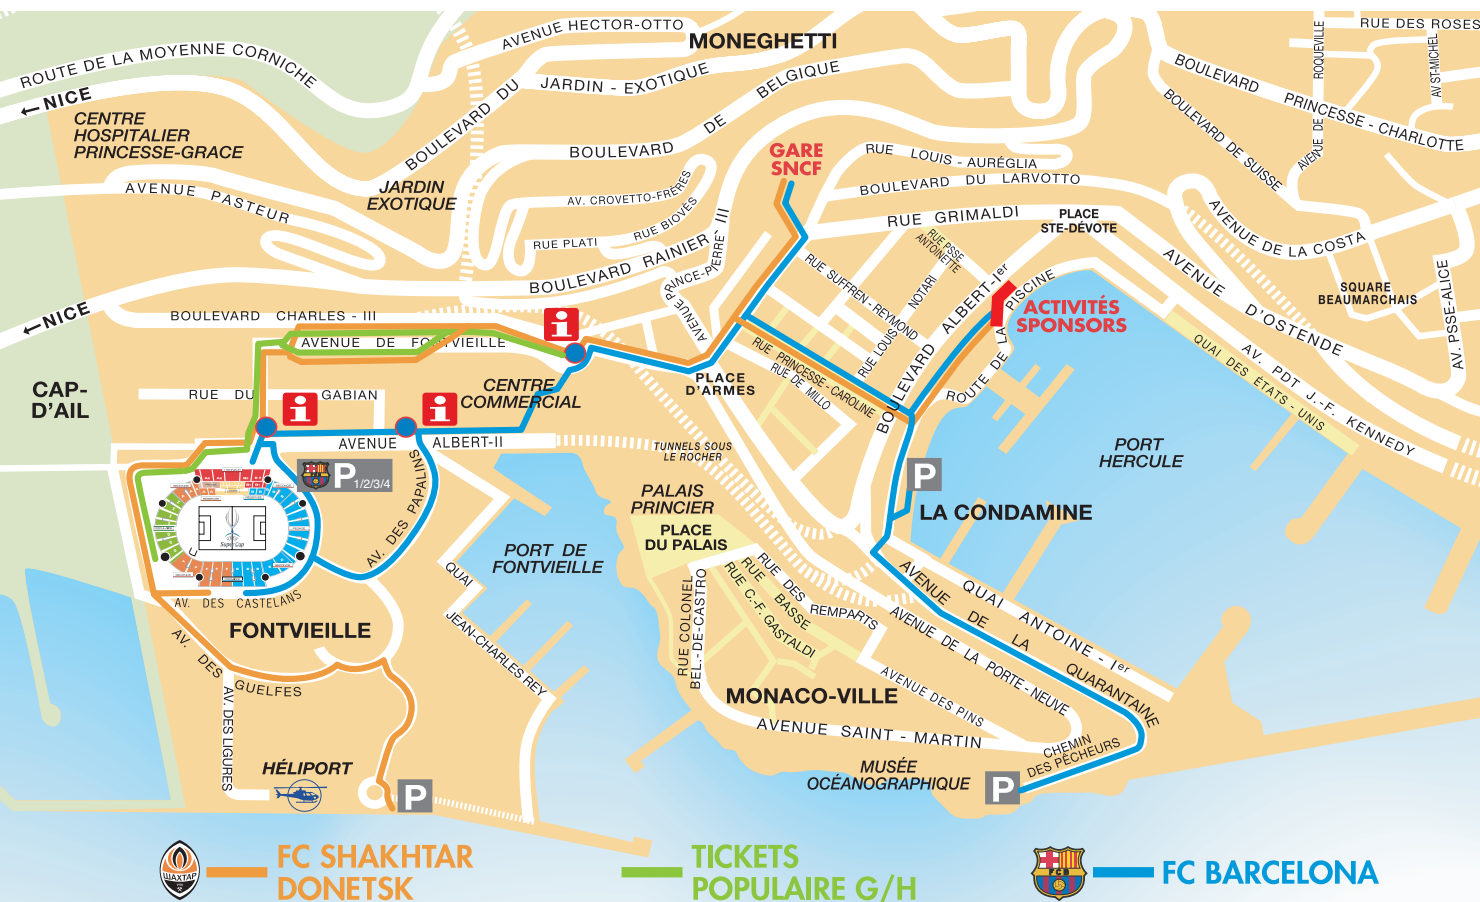 AVENUE HECTOR-OTTO
MONEGHETTI
RUE DES ROSES
ROUTE DE LA MOYENNE CORNICHE
←NICE
CENTRE
HOSPITALIER
PRINCESSE-GRACE
BOULEVARD DU
JARDIN - EXOTIQUE
BOULEVARD DE BELGIQUE
AVENUE DE ROQUEVILLE
AV ST-MICHEL
BOULEVARD PRINCESSE - CHARLOTTE
BOULEVARD DE SUISSE
AVENUE PASTEUR
JARDIN
EXOTIQUE
AV. CROVETTO-FRÈRES
RUE BIOVÈS
RUE PLATI
GARE
SNCF
RUE LOUIS - AURÉGLIA
BOULEVARD DU LARVOTTO
RUE GRIMALDI
PLACE
STE-DÉVOTE
AVENUE DE LA COSTA
BOULEVARD RAINIER III
AVENUE PRINCE-PIERRE
RUE PSSE
ANTOINETTE
RUE SUFFREN - REYMOND
RUE LOUIS NOTARI
BOULEVARD ALBERT-Ier
ROUTE DE LA PISCINE
ACTIVITÉS
SPONSORS
AVENUE D'OSTENDE
SQUARE
BEAUMARCHAIS
AV. PSSE-ALICE
QUAI DES ÉTATS - UNIS
AV. PDT J.-F. KENNEDY
←NICE
BOULEVARD CHARLES - III
i
AVENUE DE FONTVIEILLE
CAP-
D'AIL
RUE DU GABIAN
i
i
CENTRE
COMMERCIAL
PLACE
D'ARMES
RUE PRINCESSE - CAROLINE
RUE DE MILLO
AVENUE ALBERT-II
TUNNELS SOUS
LE ROCHER
PORT
HERCULE
P 1/2/3/4
AV. DES PAPALINS
PALAIS
PRINCIER
PLACE
DU PALAIS
P
LA CONDAMINE
Super Cup
PORT DE
FONTVIEILLE
QUAI
JEAN-CHARLES REY
AV. DES CASTELANS
FONTVIEILLE
AV. DES GUELFES
AV. DES LIGURES
HÉLIPORT
P
RUE COLONEL
BEL.-DE-CASTRO
RUE DES REMPARTS
RUE BASSE
RUE C.-F. GASTALDI
AVENUE DE LA QUARANTAINE
QUAI ANTOINE - Ier
AVENUE DE LA PORTE-NEUVE
AVENUE DES PINS
MONACO-VILLE
AVENUE SAINT - MARTIN
CHEMIN
DES PÊCHEURS
MUSÉE
OCÉANOGRAPHIQUE
P
ШАХТАР
FC SHAKHTAR
DONETSK
TICKETS
POPULAIRE G/H
FCB
FC BARCELONA